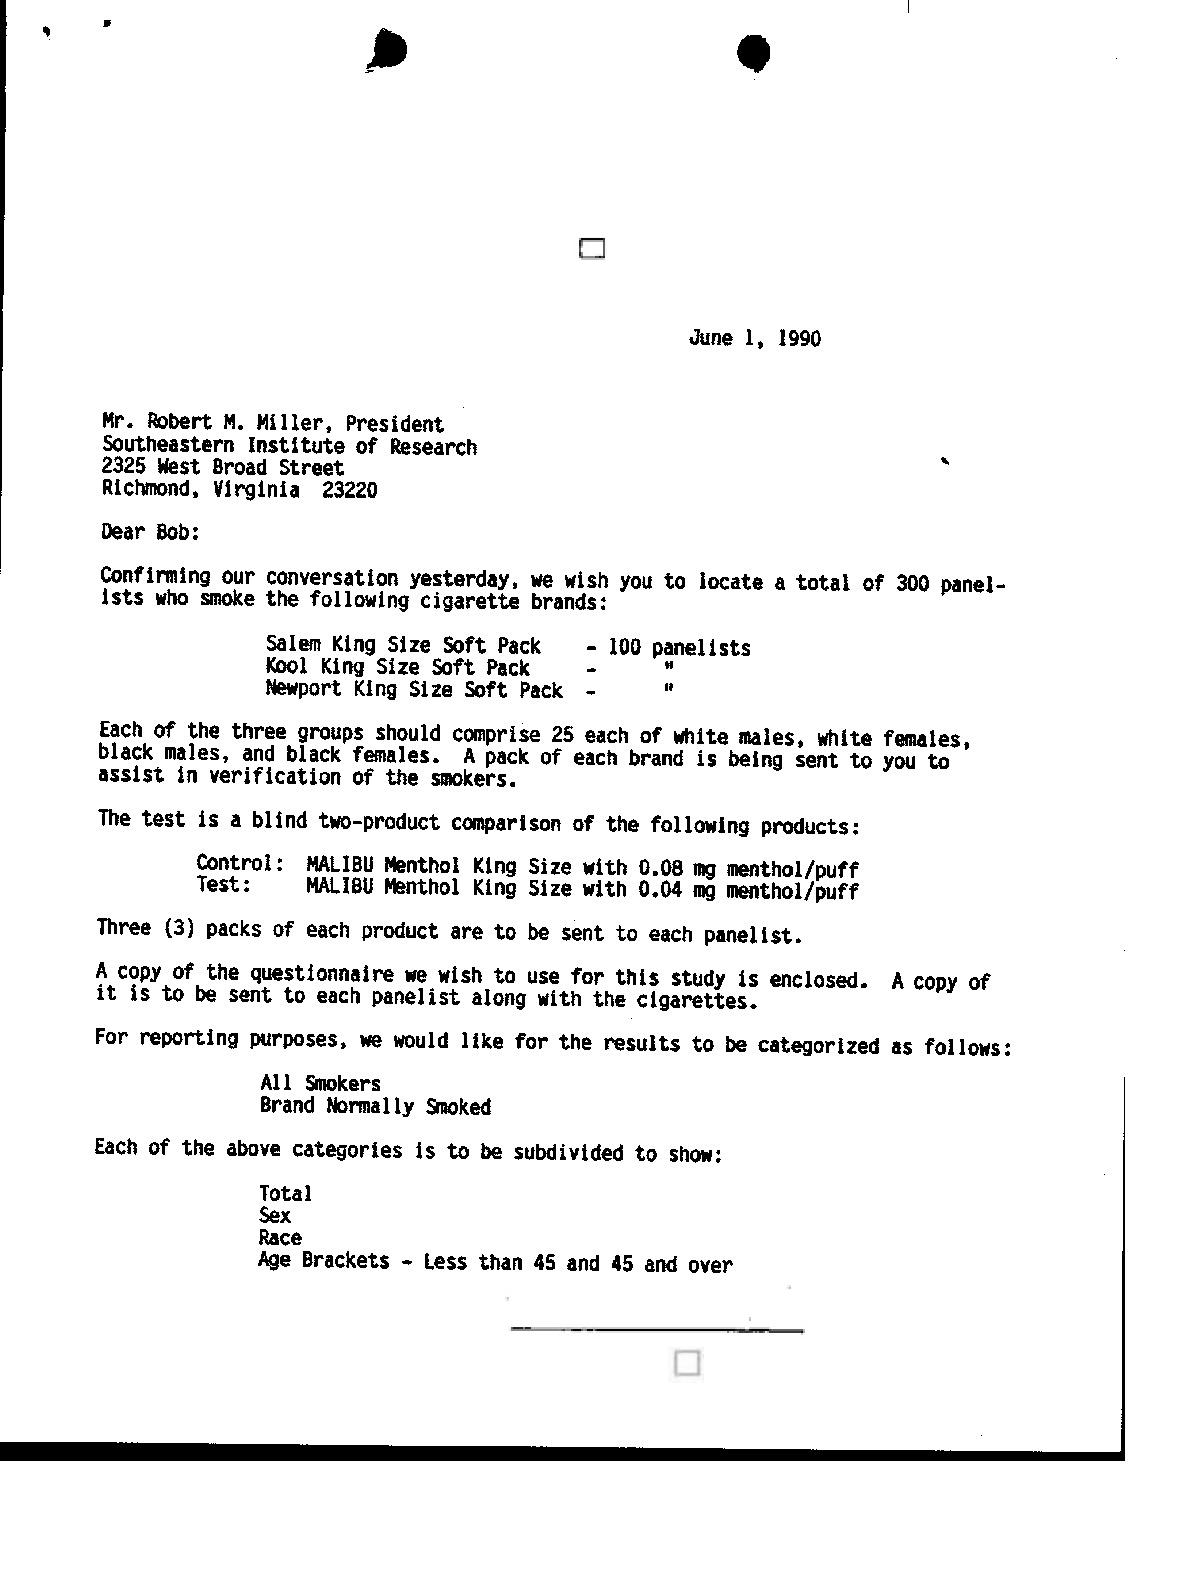 June 1, 1990
Mr. Robert M. Miller, President
Southeastern Institute of Research
2325 West Broad Street
Richmond, Virginia 23220
Dear Bob:
Confirming our conversation yesterday, we wish you to locate a total of 300 panel-
ists who smoke the following cigarette brands:
Salem King Size Soft Pack - 100 panelists
Kool King Size Soft Pack - "
Newport King Size Soft Pack - "
Each of the three groups should comprise 25 each of white males, white females,
black males, and black females. A pack of each brand is being sent to you to
assist in verification of the smokers.
The test is a blind two-product comparison of the following products:
Control: MALIBU Menthol King Size with 0.08 mg menthol/puff
Test: MALIBU Menthol King Size with 0.04 mg menthol/puff
Three (3) packs of each product are to be sent to each panelist.
A copy of the questionnaire we wish to use for this study is enclosed. A copy of
it is to be sent to each panelist along with the cigarettes.
For reporting purposes, we would like for the results to be categorized as follows:
All Smokers
Brand Normally Smoked
Each of the above categories is to be subdivided to show:
Total
Sex
Race
Age Brackets - Less than 45 and 45 and over